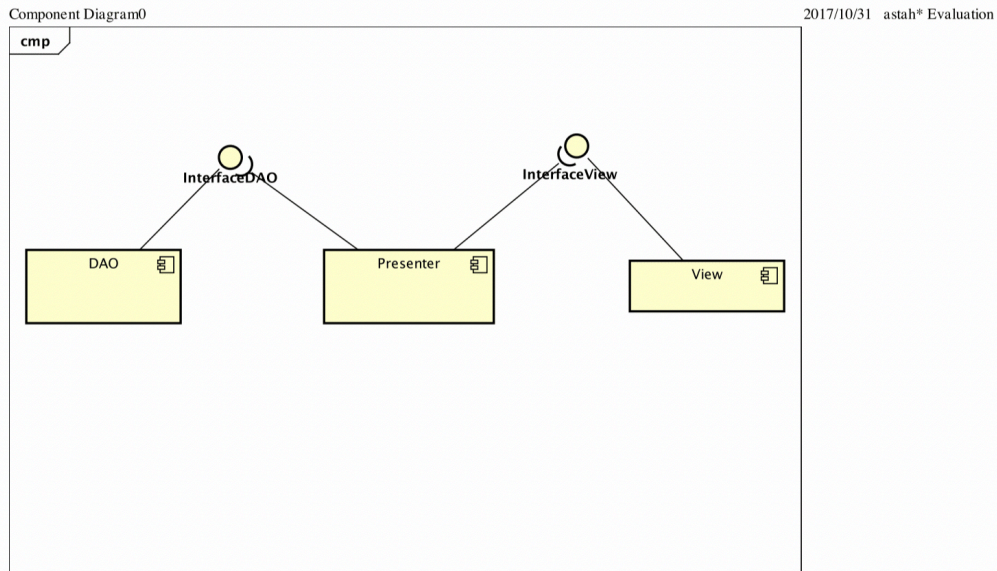 Component Diagram0
2017/10/31 astah* Evaluation
cmp
InterfaceDAO
InterfaceView
DAO
Presenter
View